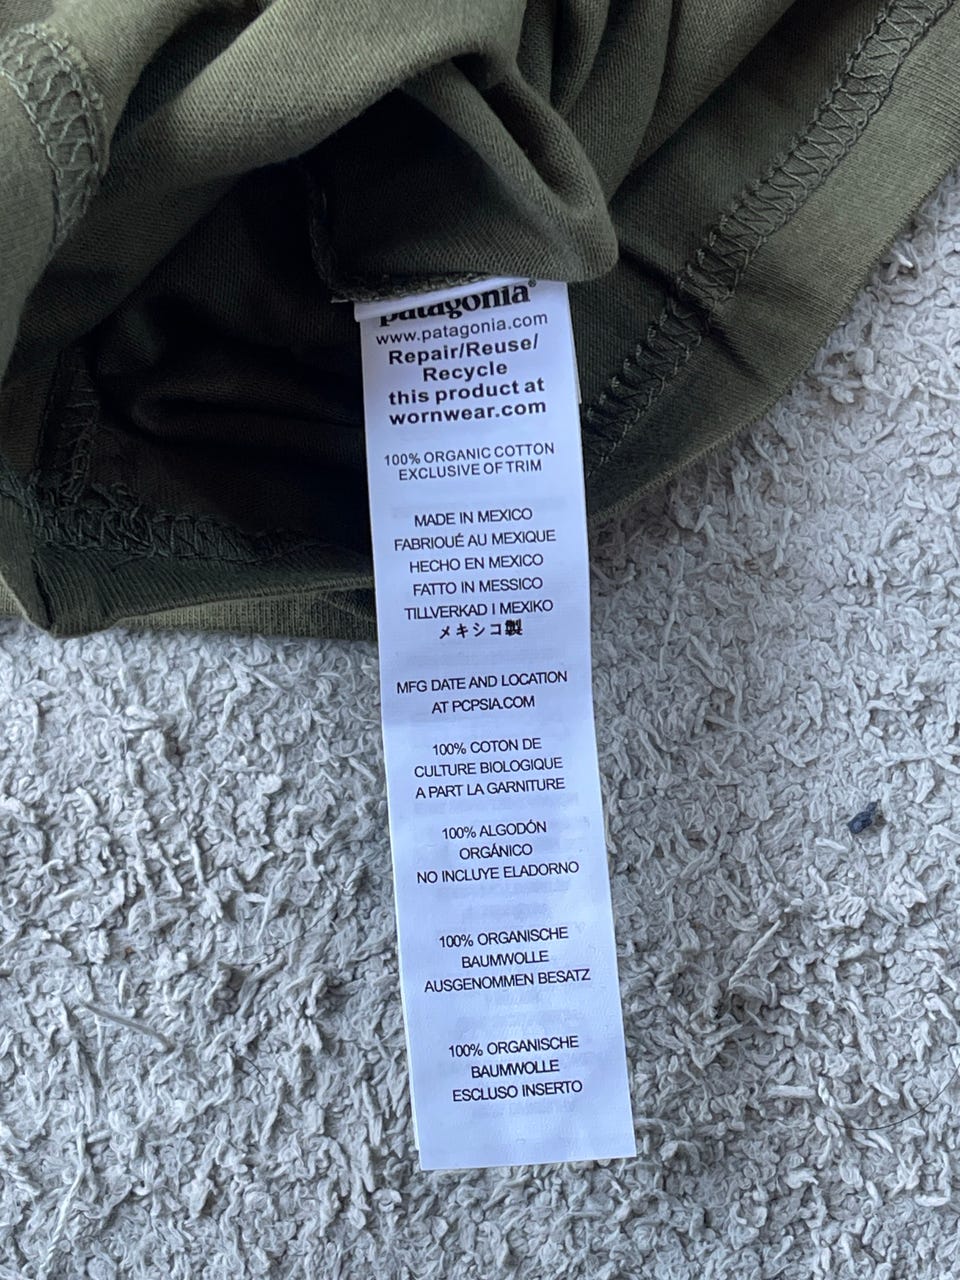 patagonia®
www.patagonia.com
Repair/Reuse/
Recycle
this product at
wornwear.com
100% ORGANIC COTTON
EXCLUSIVE OF TRIM
MADE IN MEXICO
FABRIOUÉ AU MEXIQUE
HECHO EN MEXICO
FATTO IN MESSICO
TILLVERKAD I MEXIKO
メキシコ製
MFG DATE AND LOCATION
AT PCPSIA.COM
100% COTON DE
CULTURE BIOLOGIQUE
A PART LA GARNITURE
100% ALGODÓN
ORGÁNICO
NO INCLUYE ELADORNO
100% ORGANISCHE
BAUMWOLLE
AUSGENOMMEN BESATZ
100% ORGANISCHE
BAUMWOLLE
ESCLUSO INSERTO